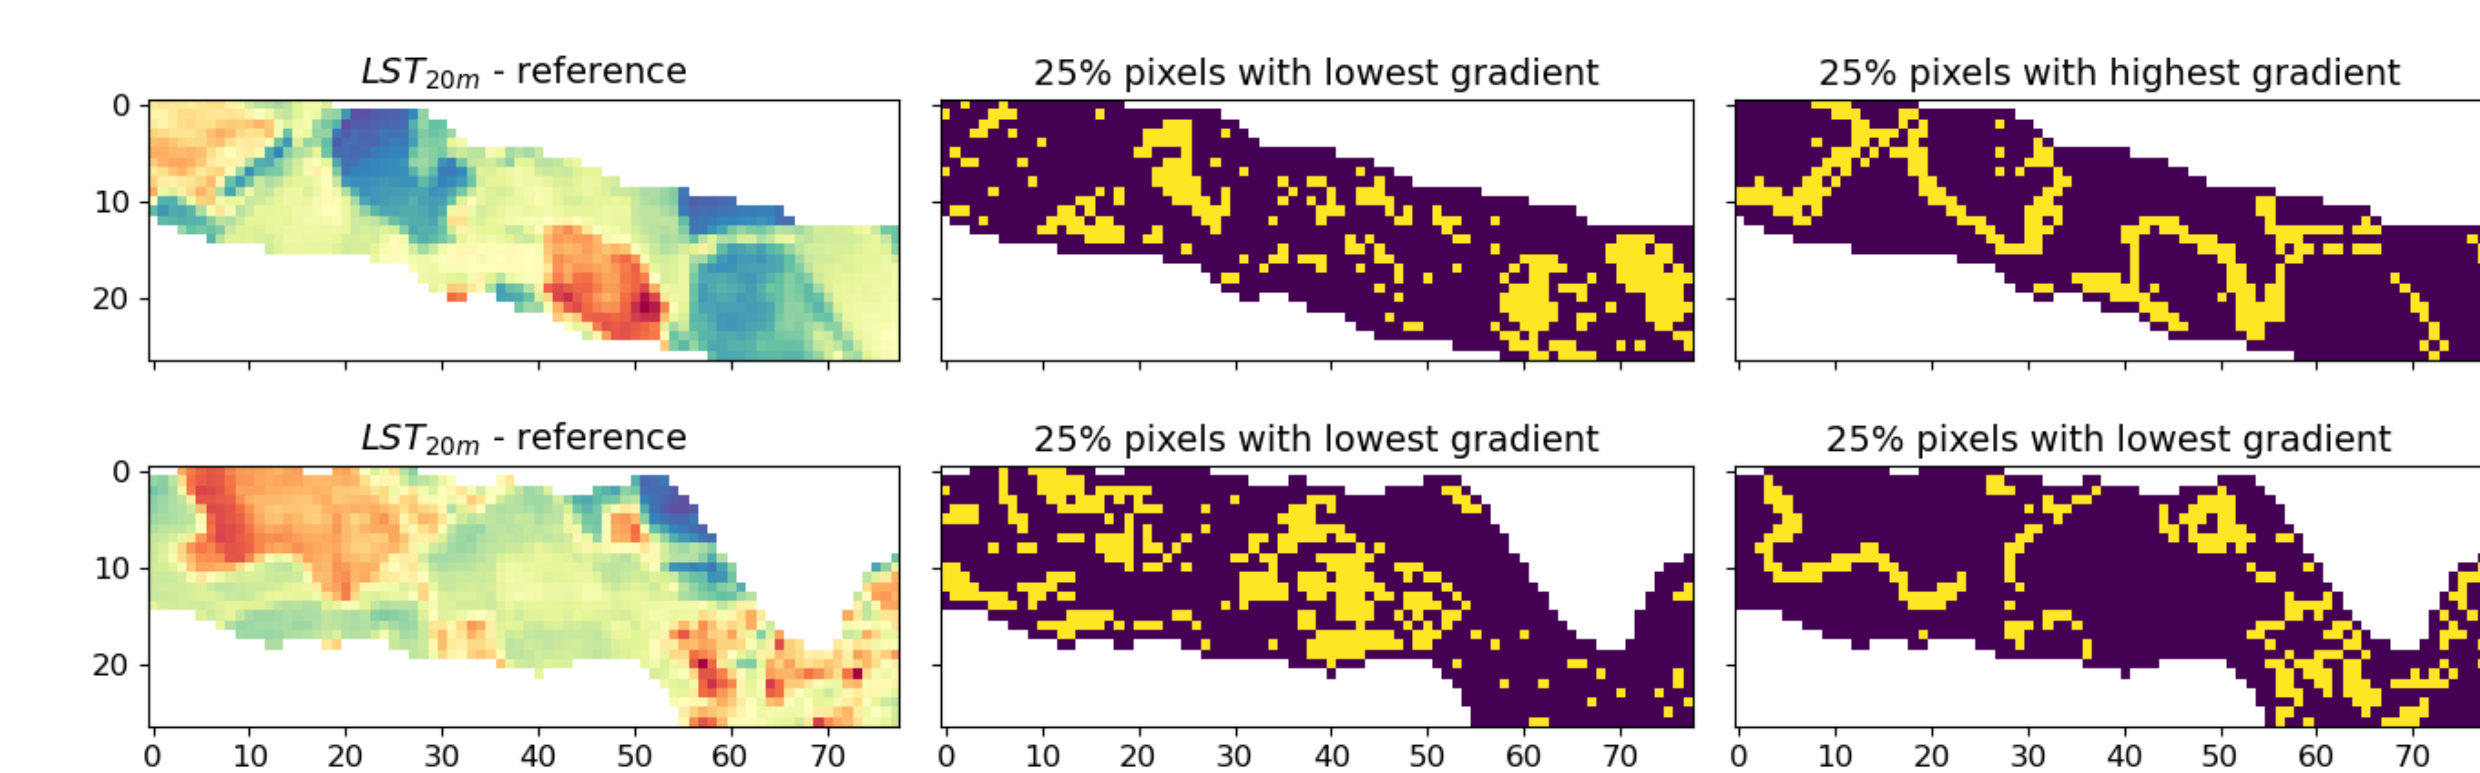 LST20m - reference
25% pixels with lowest gradient
25% pixels with highest gradient
0
10
20
LST20m - reference
25% pixels with lowest gradient
25% pixels with lowest gradient
0
10
20
0 10 20 30 40 50 60 70
0 10 20 30 40 50 60 70
0 10 20 30 40 50 60 70